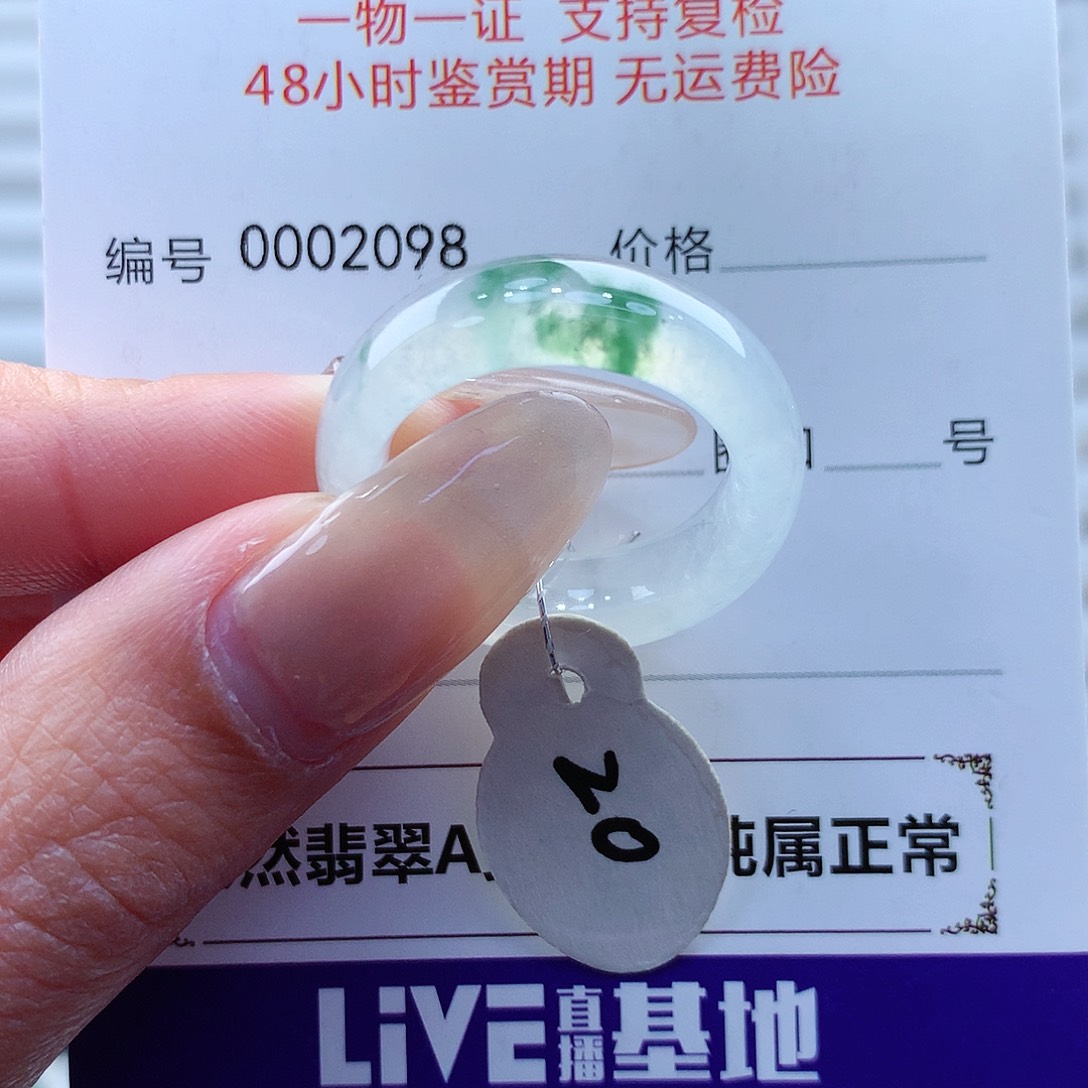 一物一证 支持复检
48小时鉴赏期 无运费险
编号 0002098 价格
号
然翡翠A 纯属正常
20
LiVE直播基地